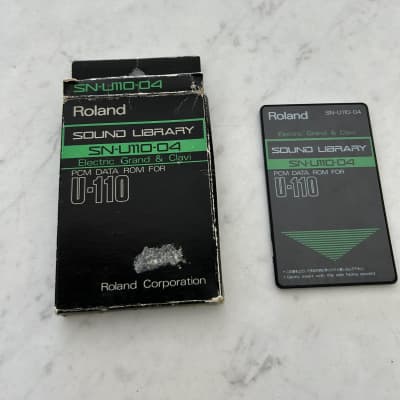 SN-U110-04
Roland
SOUND LIBRARY
SN-U110-04
Electric Grand & Clavi
PCM DATA ROM FOR
U-110
Roland Corporation
Roland SN-U110-04
Electric Grand & Clavi
SOUND LIBRARY
SN-U110-04
PCM DATA ROM FOR
U-110